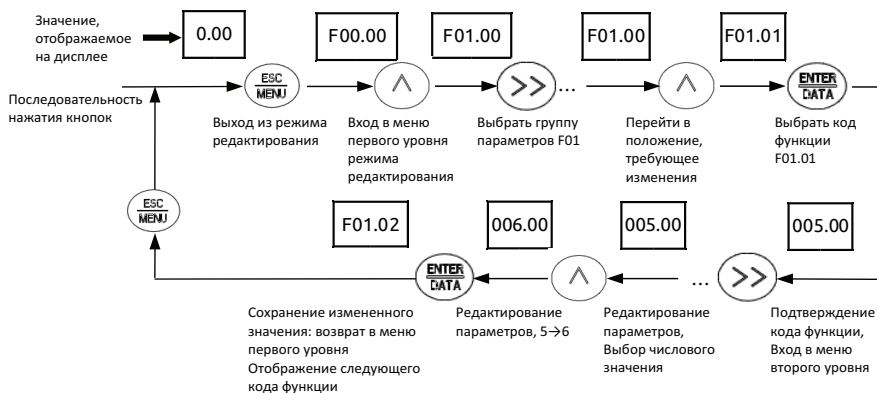 Значение,
отображаемое
на дисплее
0.00
F00.00
F01.00
F01.00
F01.01
Последовательность
нажатия кнопок
ESC
MENU
>>
...
ENTER
DATA
Выход из режима
редактирования
Вход в меню
первого уровня
режима
редактирования
Выбрать группу
параметров F01
Перейти в
положение,
требующее
изменения
Выбрать код
функции
F01.01
ESC
MENU
F01.02
006.00
005.00
005.00
ENTER
DATA
...
>>
Сохранение измененного
значения: возврат в меню
первого уровня
Отображение следующего
кода функции
Редактирование
параметров, 5→6
Редактирование
параметров,
Выбор числового
значения
Подтверждение
кода функции,
Вход в меню
второго уровня